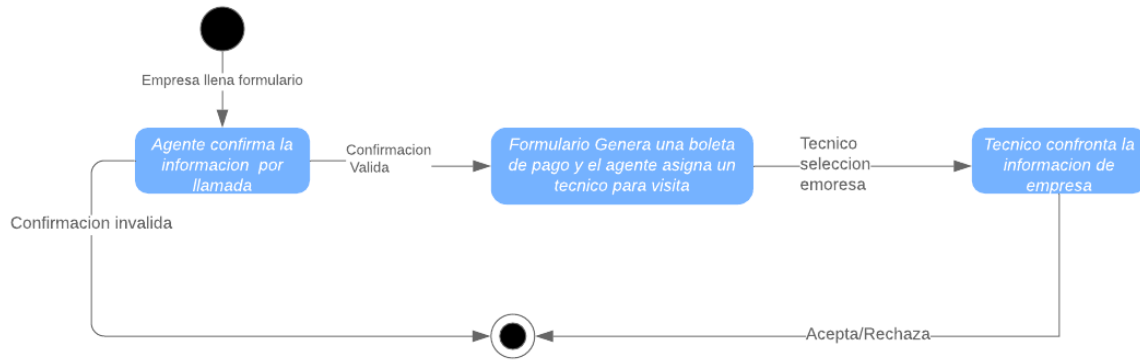 Empresa llena formulario
Agente confirma la
informacion por
llamada
Confirmacion
Valida
Formulario Genera una boleta
de pago y el agente asigna un
tecnico para visita
Tecnico
seleccion
emoresa
Tecnico confronta la
informacion de
empresa
Confirmacion invalida
Acepta/Rechaza